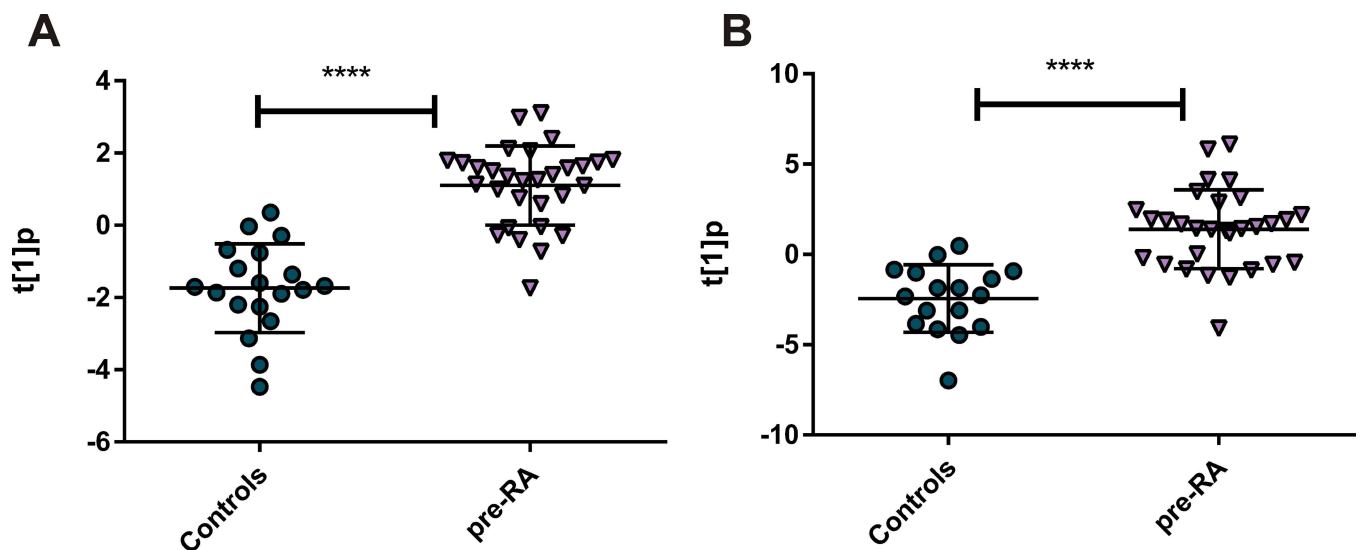 A
B
****
****
4
2
0
-2
-4
-6
t[1]p
Controls
pre-RA
10
5
0
-5
-10
t[1]p
Controls
pre-RA